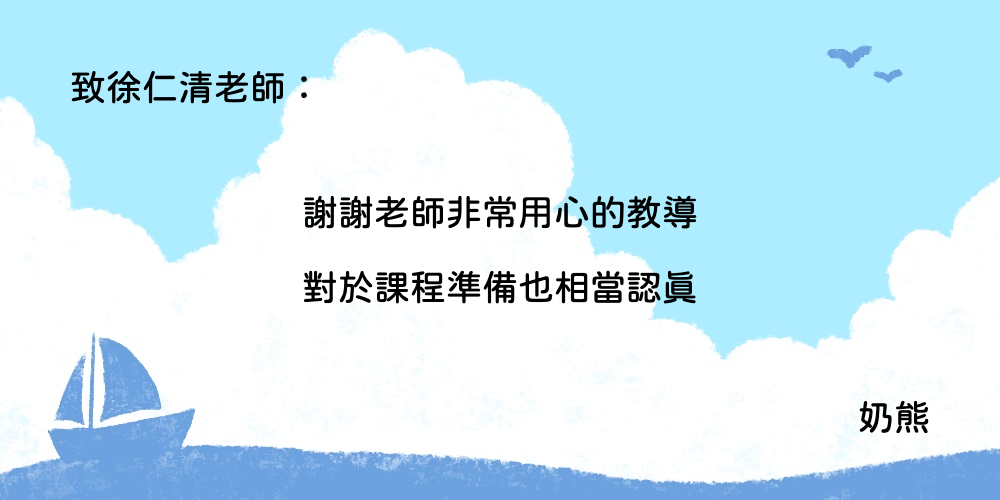 致徐仁清老師：
謝謝老師非常用心的教導
對於課程準備也相當認真
奶熊